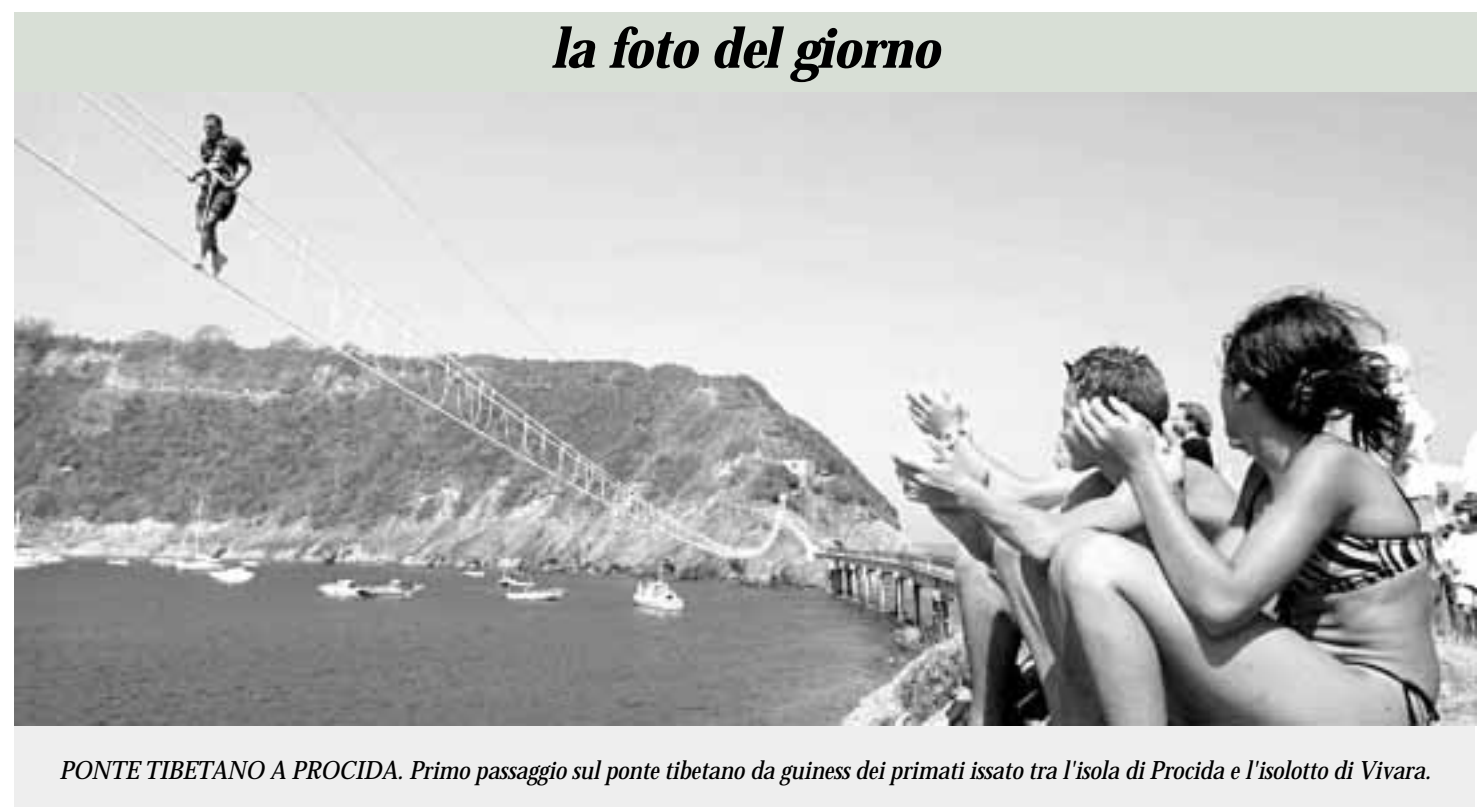 la foto del giorno
PONTE TIBETANO A PROCIDA. Primo passaggio sul ponte tibetano da guiness dei primati issato tra l'isola di Procida e l'isolotto di Vivara.